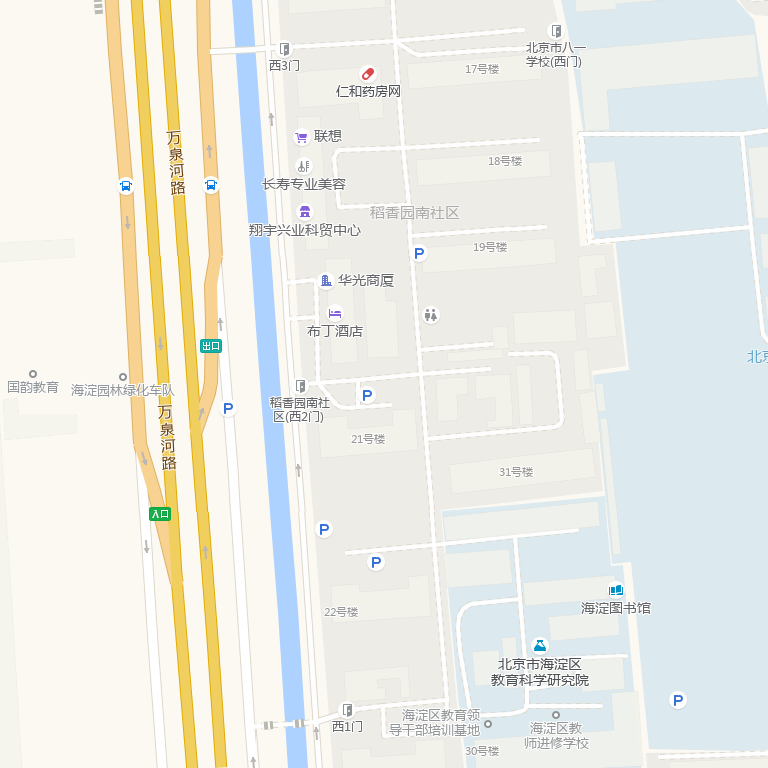 北京市八一
学校(西门)
西3门
17号楼
仁和药房网
万泉河路
联想
18号楼
长寿专业美容
稻香园南社区
翔宇兴业科贸中心
19号楼
P
华光商厦
布丁酒店
出口
北京
国韵教育
海淀园林绿化车队
稻香园南社
区(西2门)
P
P
万泉河路
21号楼
31号楼
A口
P
P
海淀图书馆
22号楼
北京市海淀区
教育科学研究院
P
西1门
海淀区教育领
导干部培训基地
海淀区教
师进修学校
30号楼